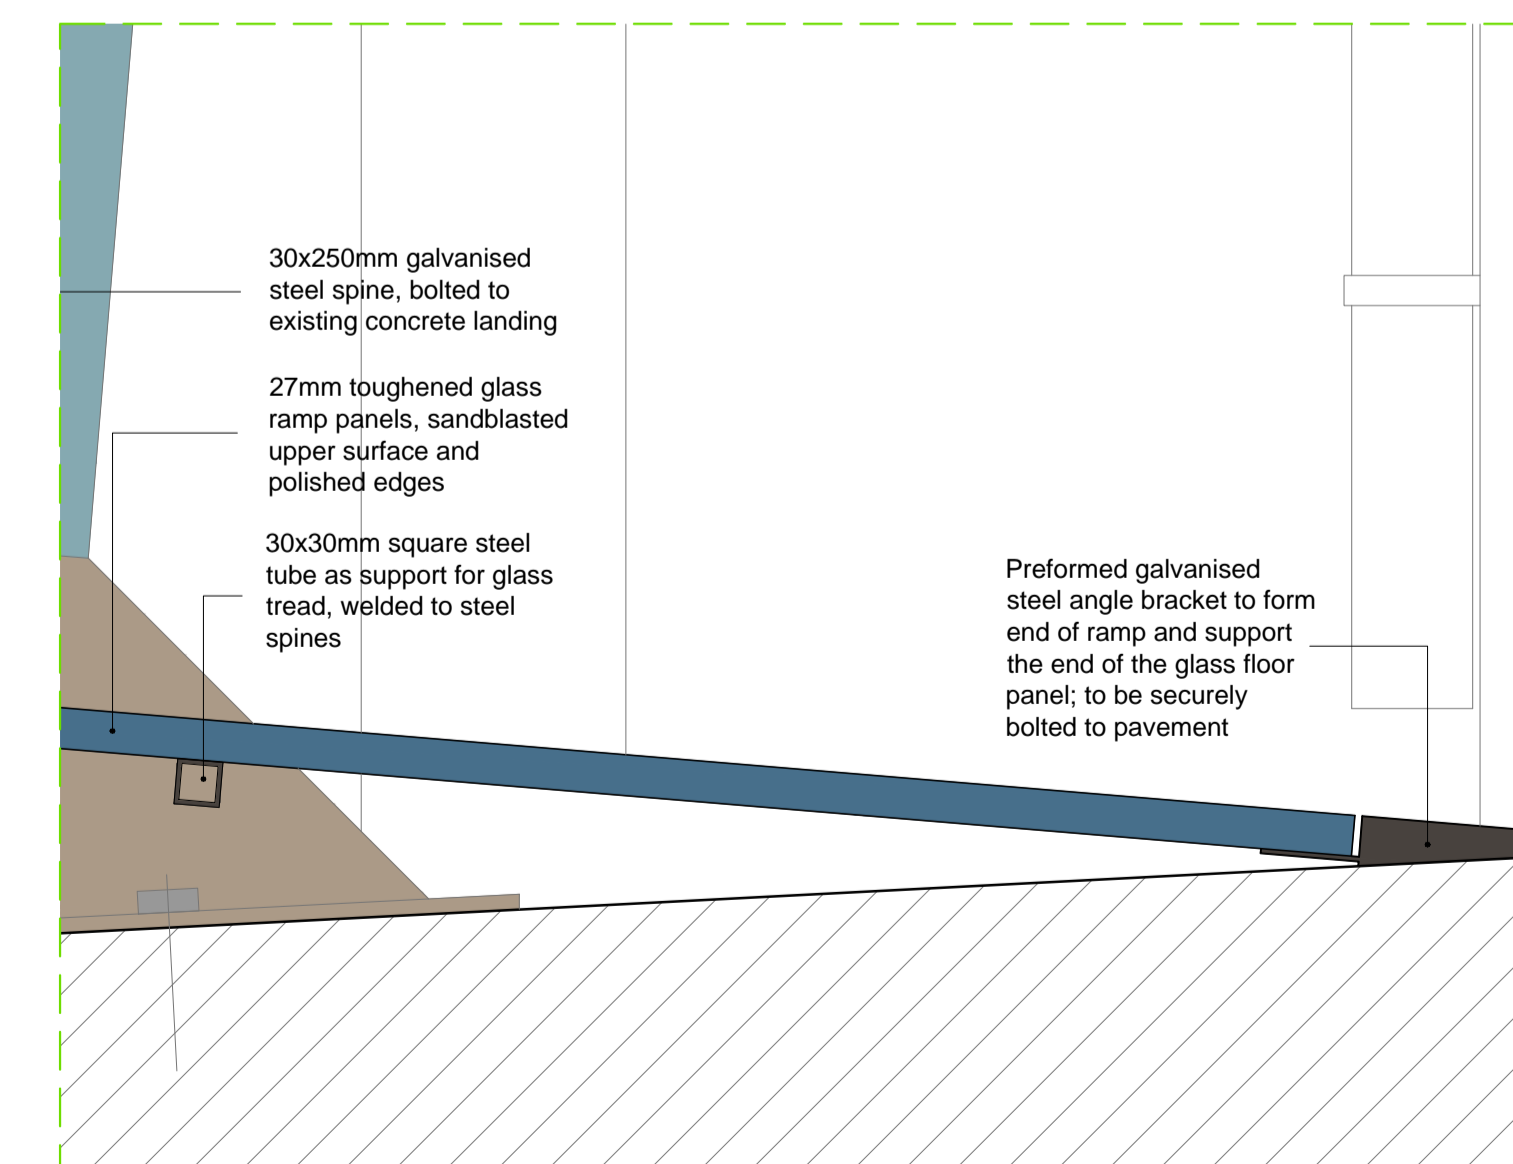 30x250mm galvanised
steel spine, bolted to
existing concrete landing
27mm toughened glass
ramp panels, sandblasted
upper surface and
polished edges
30x30mm square steel
tube as support for glass
tread, welded to steel
spines
Preformed galvanised
steel angle bracket to form
end of ramp and support
the end of the glass floor
panel; to be securely
bolted to pavement